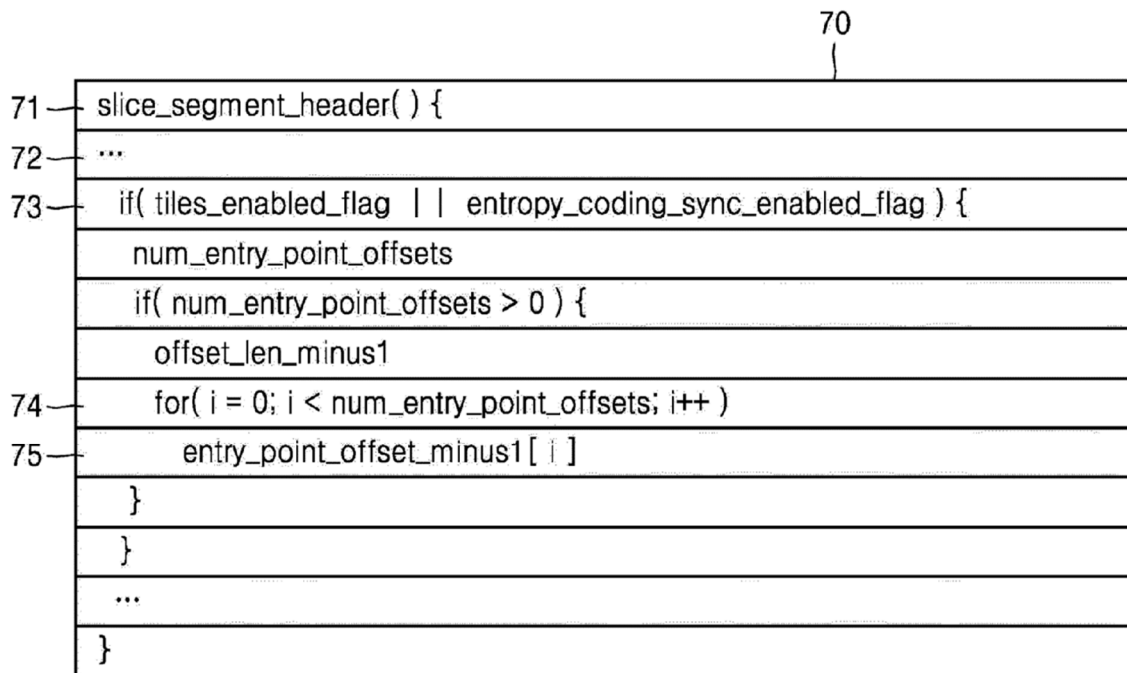 70
71 slice_segment_header( ) {
72 ...
73 if( tiles_enabled_flag | | entropy_coding_sync_enabled_flag ) {
num_entry_point_offsets
if( num_entry_point_offsets > 0 ) {
offset_len_minus1
74 for( i = 0; i < num_entry_point_offsets; i++ )
75 entry_point_offset_minus1[ i ]
}
}
...
}